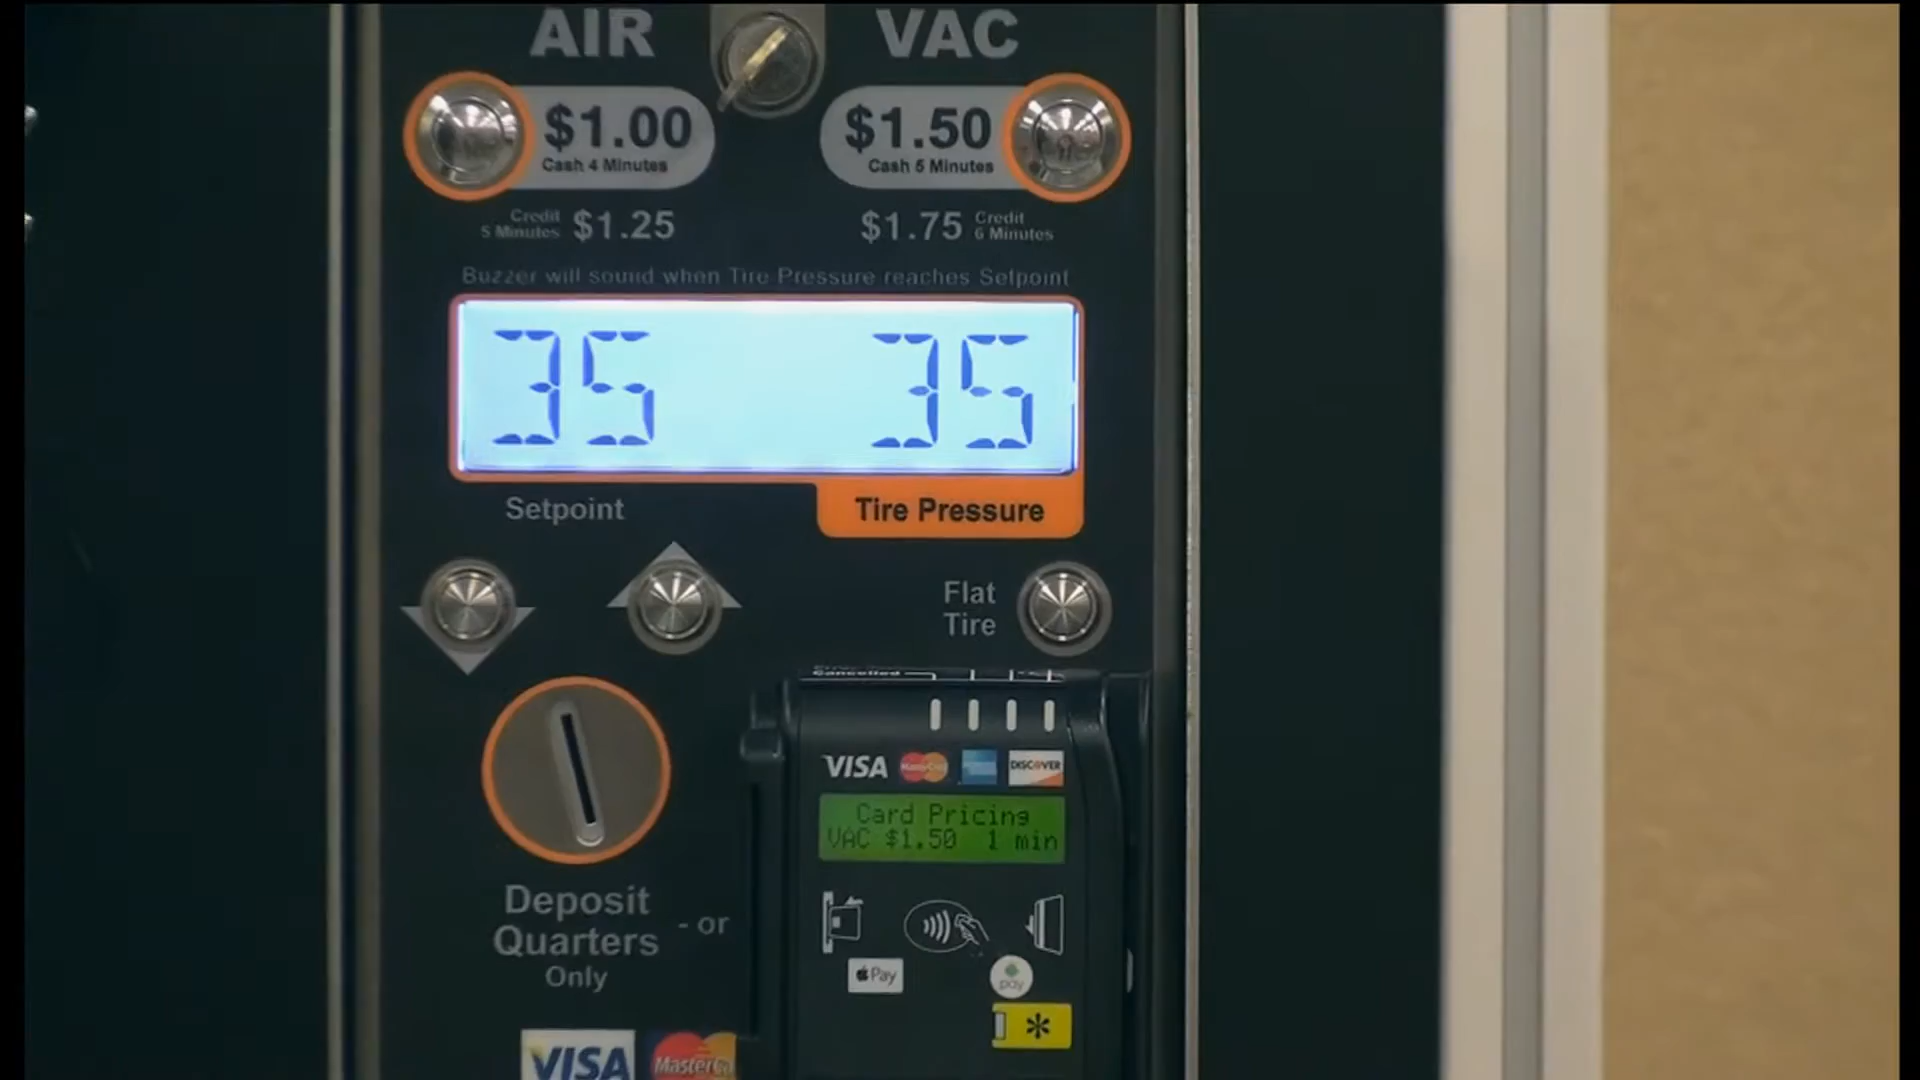 AIR
VAC
$1.00
Cash 4 Minutes
$1.50
Cash 5 Minutes
Credit
5 Minutes
$1.25
$1.75
Credit
6 Minutes
Buzzer will sound when Tire Pressure reaches Setpoint
35
35
Setpoint
Tire Pressure
Flat
Tire
Cancelled
VISA
MasterCard
DISCOVER
Card Pricing
VAC $1.50 1 min
Deposit
Quarters
Only
- or
Pay
pay
VISA